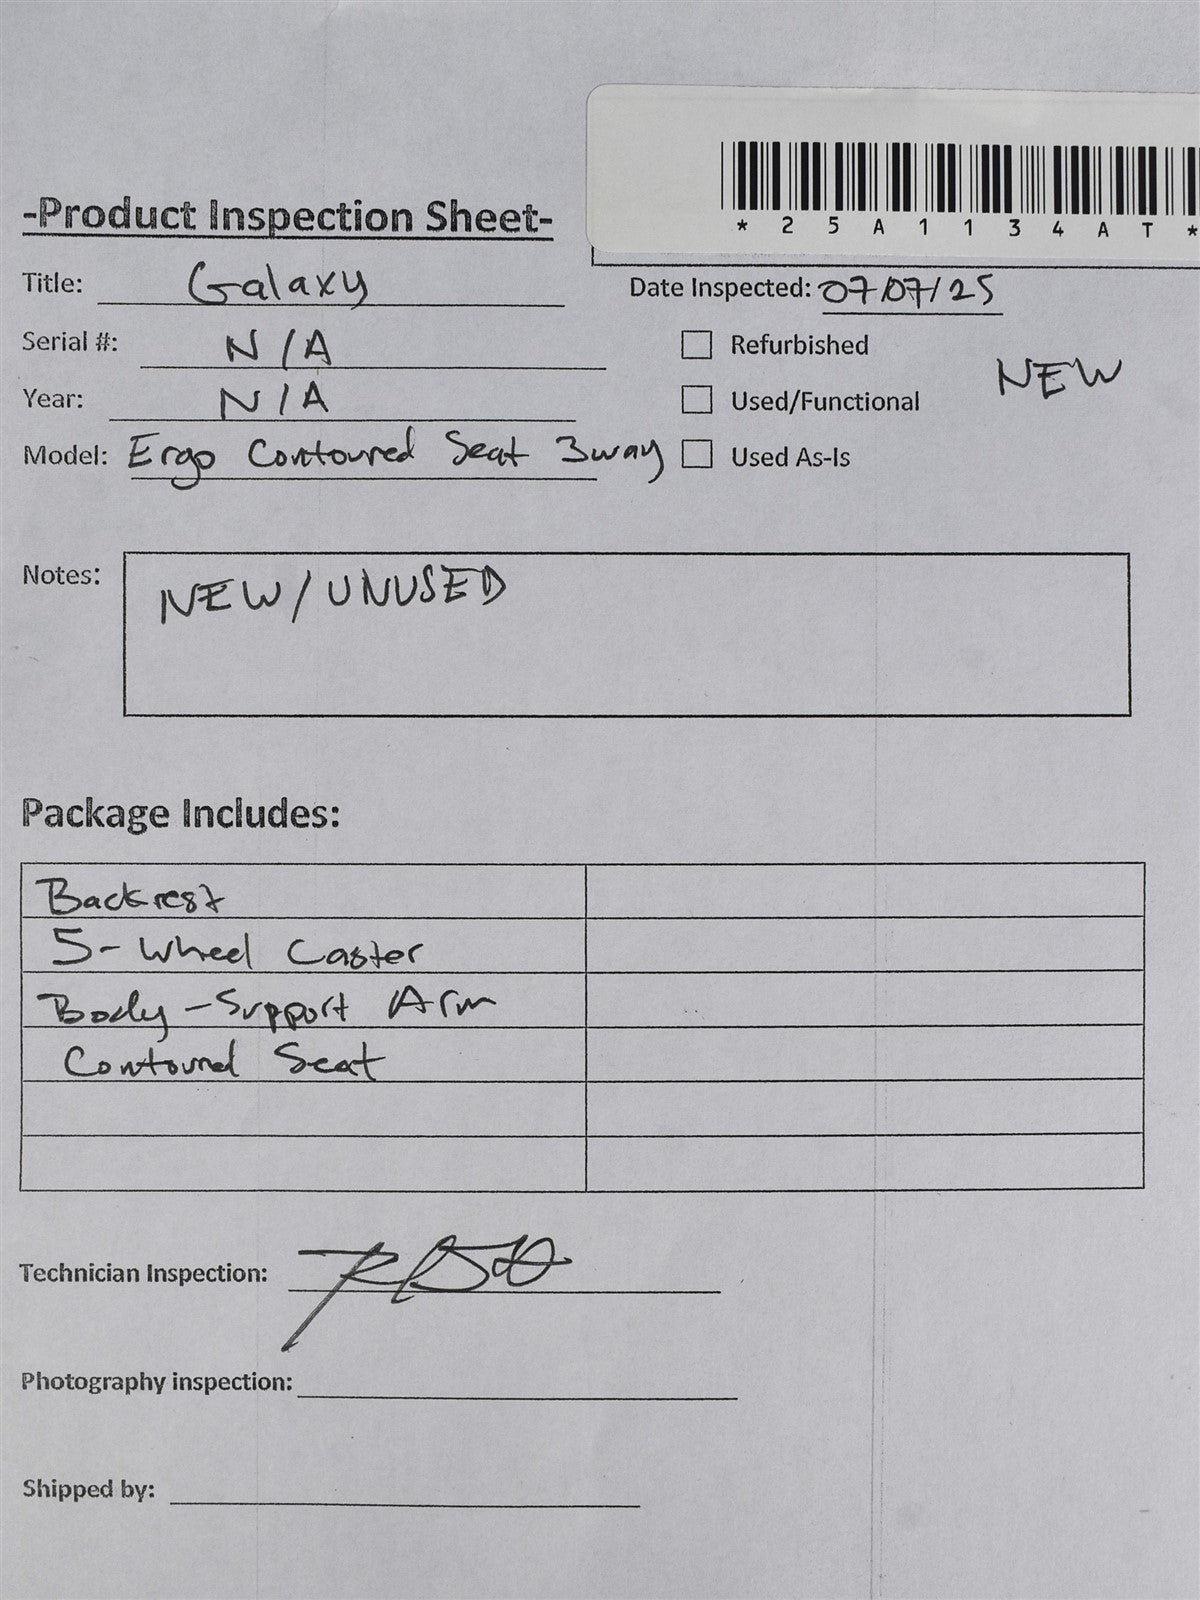 *25A1134AT*
-Product Inspection Sheet-
Title: Galaxy
Date Inspected: 07/07/25
Serial #: N/A
Refurbished
NEW
Year: N/A
Used/Functional
Model: Ergo Contoured Seat 3way
Used As-Is
Notes: NEW/UNUSED
Package Includes:
Backrest
5-Wheel Caster
Body-Support Arm
Contoured Seat
Technician Inspection:
Photography inspection:
Shipped by: